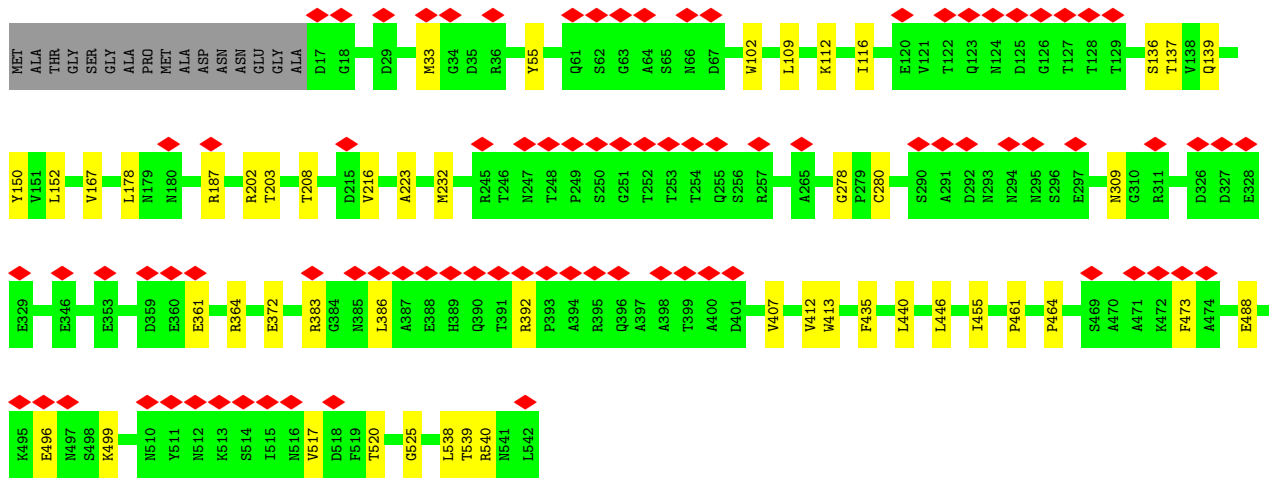 MET ALA THR GLY SER GLY ALA PRO MET ALA ASP ASN ASN GLU GLY ALA D17 G18 D29 M33 G34 D35 R36 Y55 Q61 S62 G63 A64 S65 N66 D67 W102 L109 K112 I116 E120 V121 T122 Q123 N124 D125 G126 T127 T128 T129 S136 T137 V138 Q139
Y150 V151 L152 V167 L178 N179 N180 R187 R202 T203 T208 D215 V216 A223 M232 R245 T246 N247 T248 P249 S250 G251 T252 T253 T254 Q255 S256 R257 A265 G278 P279 C280 S290 A291 D292 N293 N294 N295 S296 E297 N309 G310 R311 D326 D327 E328
E329 E346 E353 D359 E360 E361 R364 E372 R383 G384 N385 L386 A387 E388 H389 Q390 T391 R392 P393 A394 R395 Q396 A397 A398 T399 A400 D401 V407 V412 W413 F435 L440 L446 I455 P461 P464 S469 A470 A471 K472 F473 A474 E488
K495 E496 N497 S498 K499 N510 Y511 N512 K513 S514 I515 N516 V517 D518 F519 T520 G525 L538 T539 R540 N541 L542